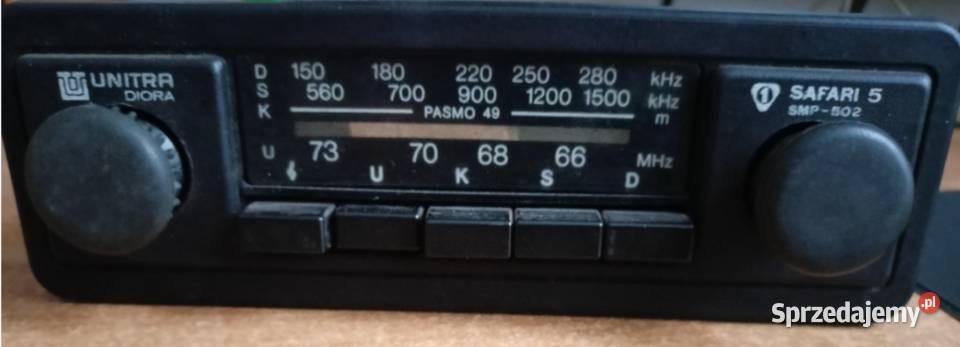 UNITRA
DIORA
D 150 180 220 250 280 kHz
S 560 700 900 1200 1500 kHz
K PASMO 49 m
U 73 70 68 66 MHz
U K S D
1 SAFARI 5
SMP-502
Sprzedajemy.pl